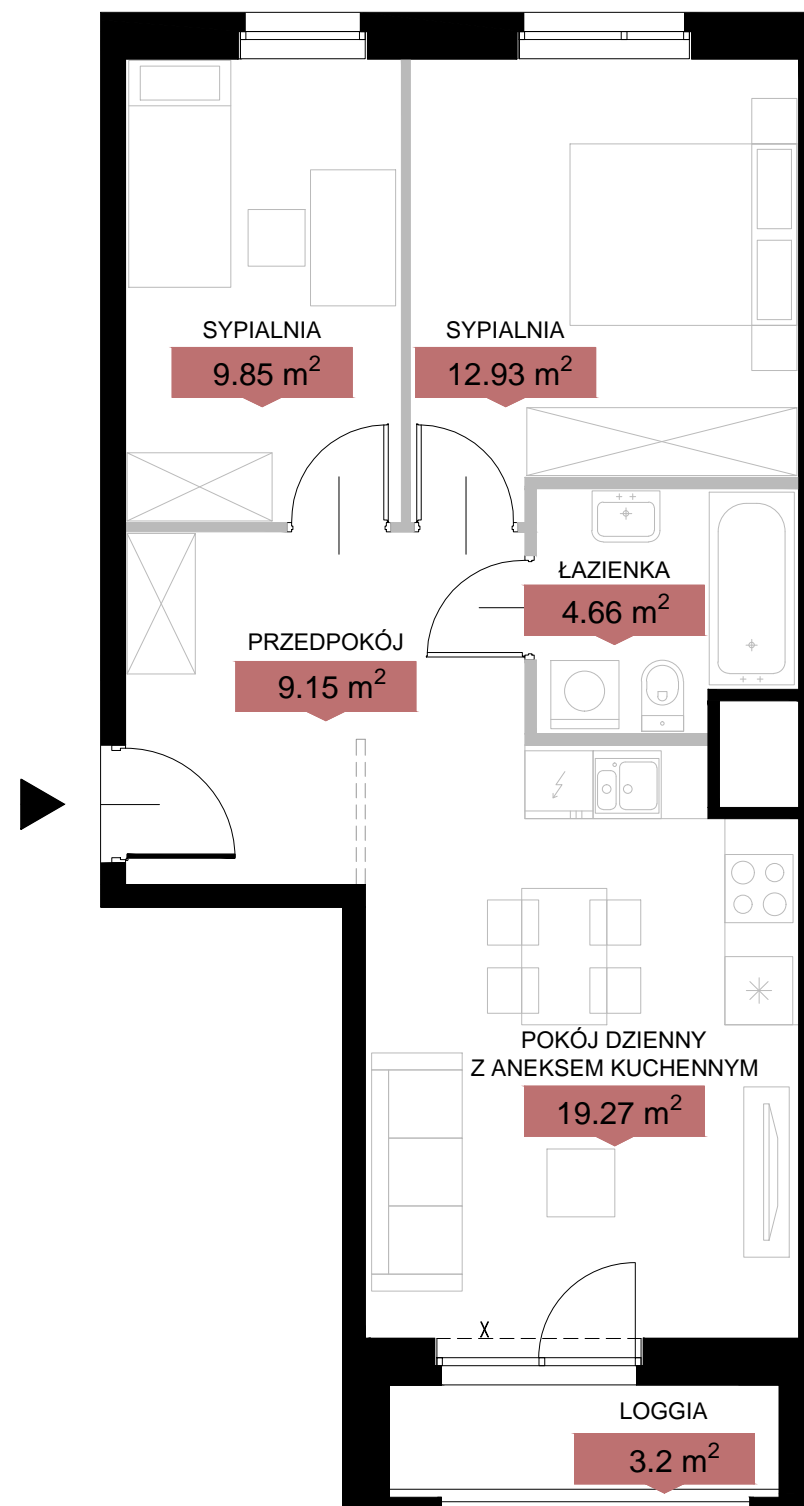 SYPIALNIA
9.85 m²
SYPIALNIA
12.93 m²
ŁAZIENKA
4.66 m²
PRZEDPOKÓJ
9.15 m²
POKÓJ DZIENNY
Z ANEKSEM KUCHENNYM
19.27 m²
X
LOGGIA
3.2 m²